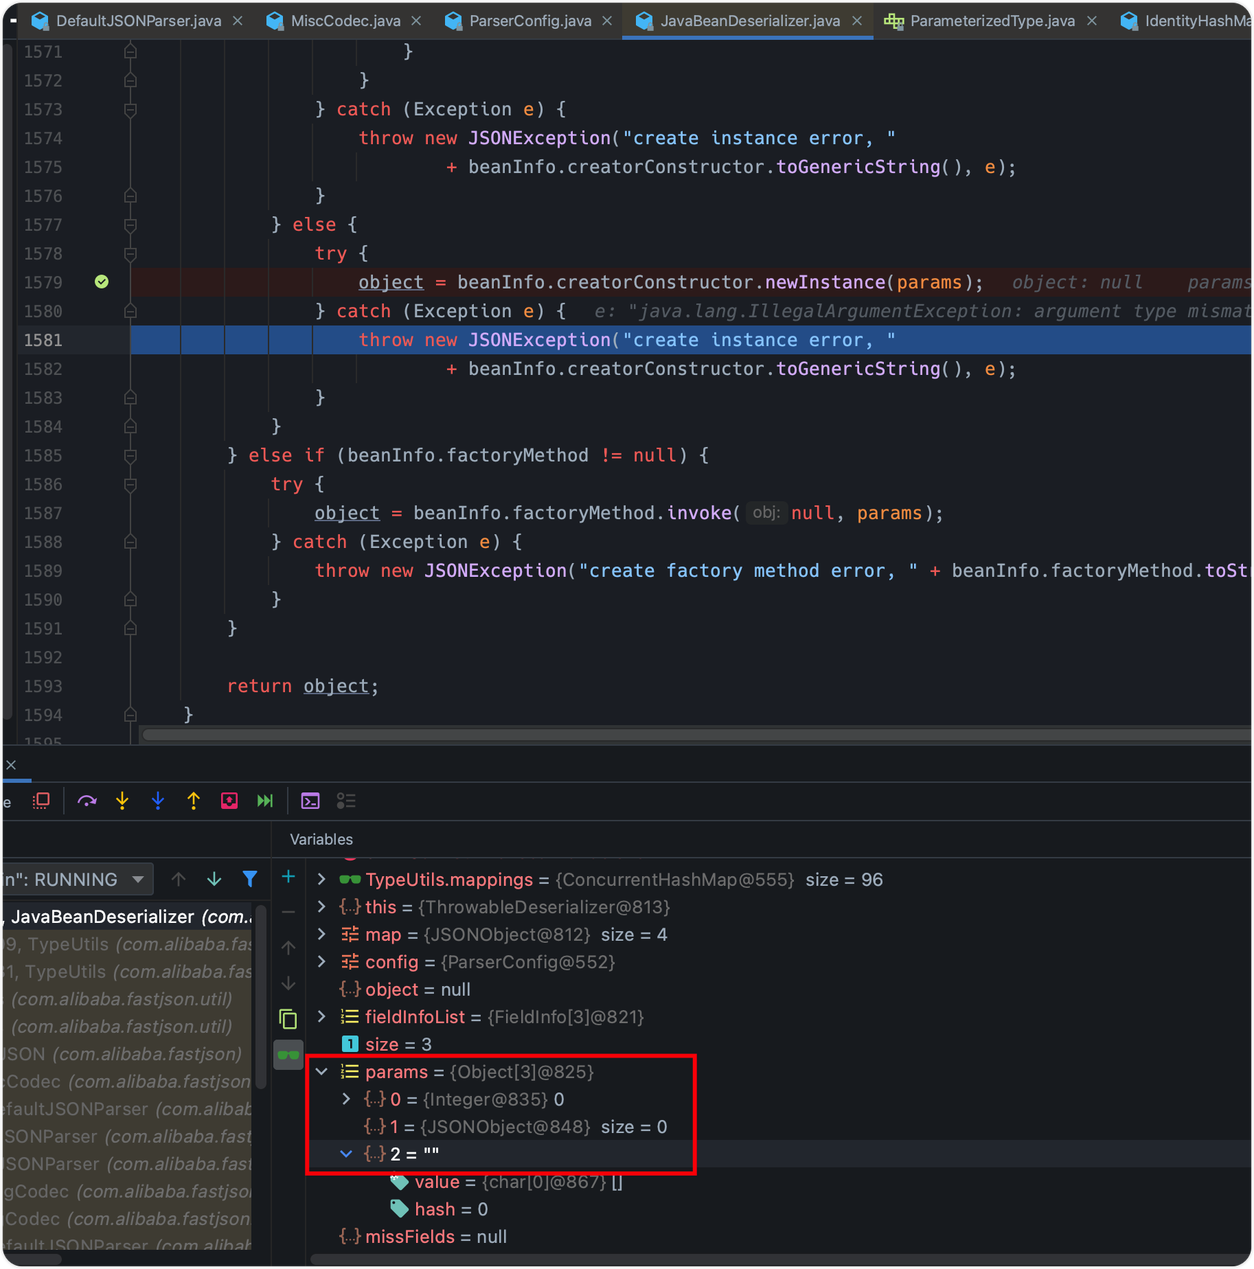 DefaultJSONParser.java × MiscCodec.java × ParserConfig.java × JavaBeanDeserializer.java × ParameterizedType.java × IdentityHashMa
1571 }
1572 }
1573 } catch (Exception e) {
1574 throw new JSONException("create instance error, "
1575 + beanInfo.creatorConstructor.toGenericString(), e);
1576 }
1577 } else {
1578 try {
1579 object = beanInfo.creatorConstructor.newInstance(params); object: null params
1580 } catch (Exception e) { e: "java.lang.IllegalArgumentException: argument type mismat
1581 throw new JSONException("create instance error, "
1582 + beanInfo.creatorConstructor.toGenericString(), e);
1583 }
1584 }
1585 } else if (beanInfo.factoryMethod != null) {
1586 try {
1587 object = beanInfo.factoryMethod.invoke( obj: null, params);
1588 } catch (Exception e) {
1589 throw new JSONException("create factory method error, " + beanInfo.factoryMethod.toSt
1590 }
1591 }
1592
1593 return object;
1594 }
1595
×
e
Variables
in": RUNNING
, JavaBeanDeserializer (com.a
99, TypeUtils (com.alibaba.fas
81, TypeUtils (com.alibaba.fas
(com.alibaba.fastjson.util)
(com.alibaba.fastjson.util)
JSON (com.alibaba.fastjson)
cCodec (com.alibaba.fastjson
efaultJSONParser (com.alibab
JSONParser (com.alibaba.fast
JSONParser (com.alibaba.fast
gCodec (com.alibaba.fastjso
cCodec (com.alibaba.fastjson
efaultJSONParser (com.alibab
TypeUtils.mappings = {ConcurrentHashMap@555} size = 96
{...} this = {ThrowableDeserializer@813}
map = {JSONObject@812} size = 4
config = {ParserConfig@552}
{...} object = null
fieldInfoList = {FieldInfo[3]@821}
1 size = 3
params = {Object[3]@825}
{...} 0 = {Integer@835} 0
{...} 1 = {JSONObject@848} size = 0
{...} 2 = ""
value = {char[0]@867} []
hash = 0
{...} missFields = null